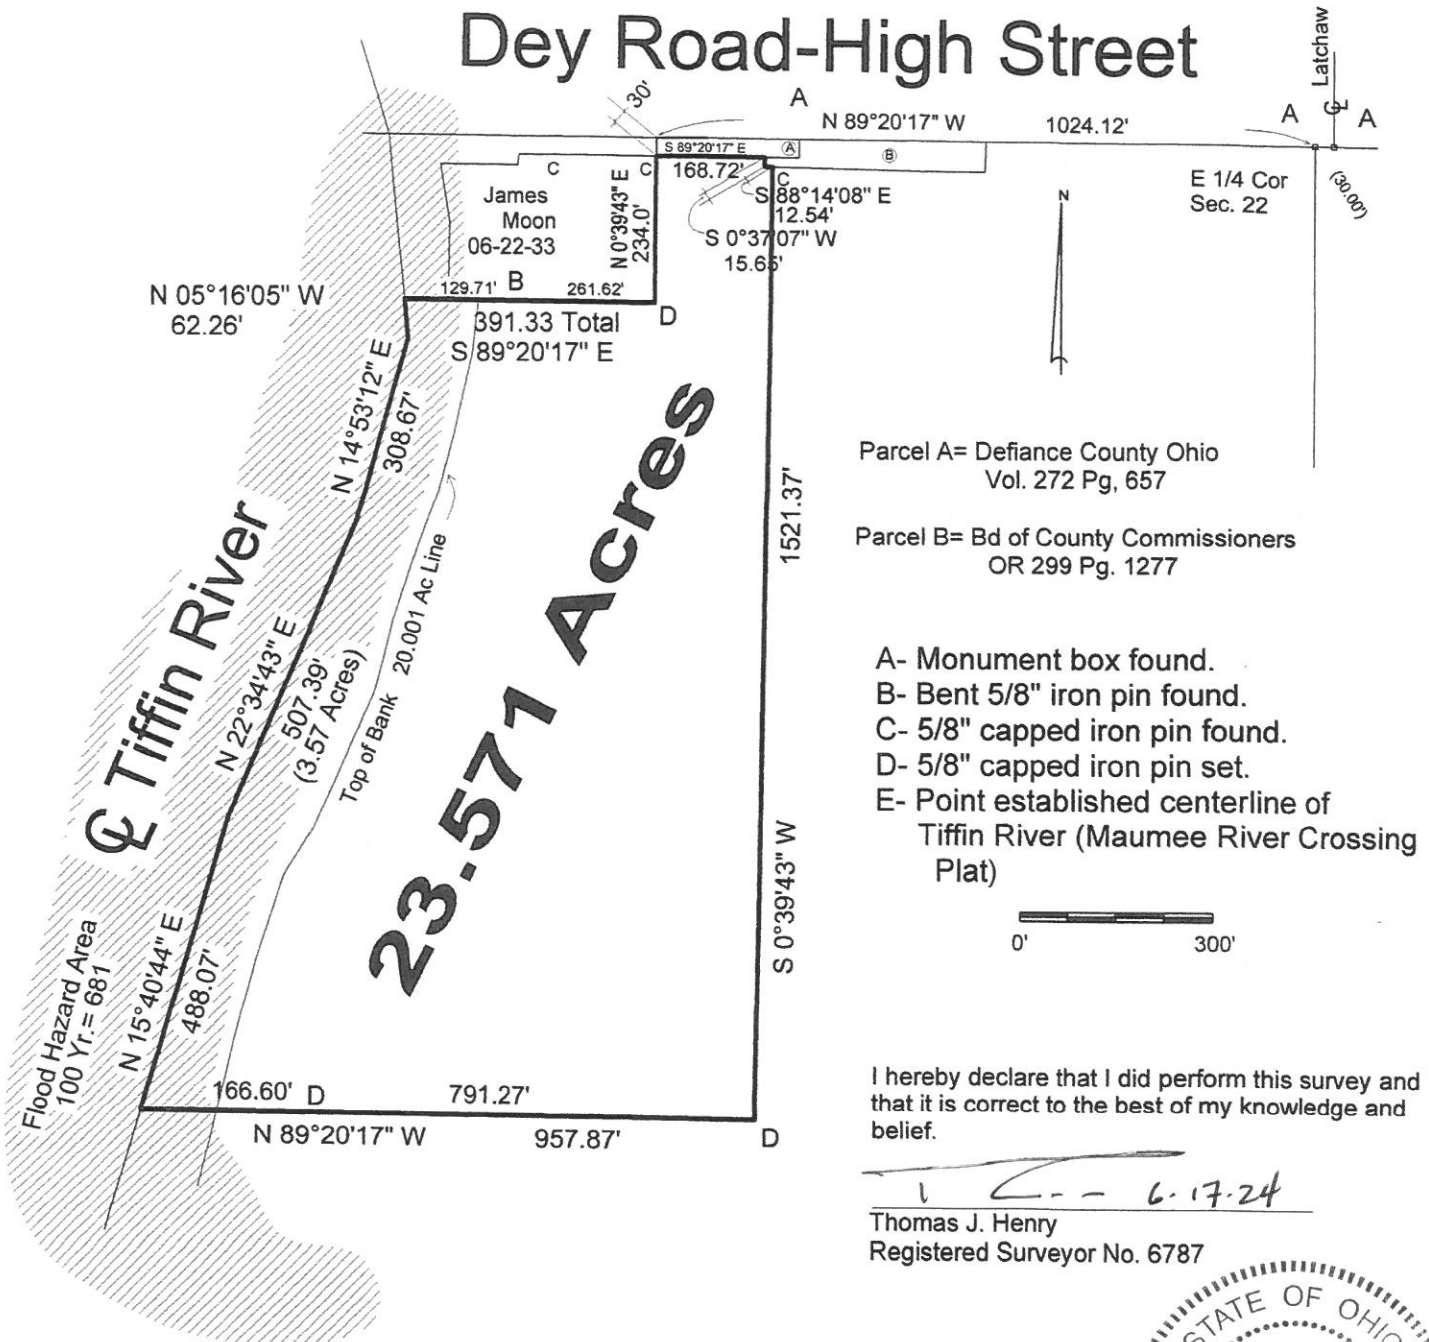 Dey Road-High Street
Latchaw
30'
A
N 89°20'17" W
1024.12'
A
CL
A
S 89°20'17" E
A
B
C
C
168.72'
C
S 88°14'08" E
12.54'
S 0°37'07" W
15.65'
E 1/4 Cor
Sec. 22
(30.00')
N
James
Moon
06-22-33
N 0°39'43" E
234.0'
N 05°16'05" W
62.26'
129.71'
B
261.62'
D
391.33 Total
S 89°20'17" E
N 14°53'12" E
308.67'
CL Tiffin River
N 22°34'43" E
507.39'
(3.57 Acres)
Top of Bank
20.001 Ac Line
23.571 Acres
1521.37'
S 0°39'43" W
Parcel A= Defiance County Ohio
Vol. 272 Pg, 657
Parcel B= Bd of County Commissioners
OR 299 Pg. 1277
A- Monument box found.
B- Bent 5/8" iron pin found.
C- 5/8" capped iron pin found.
D- 5/8" capped iron pin set.
E- Point established centerline of
Tiffin River (Maumee River Crossing
Plat)
0'
300'
Flood Hazard Area
100 Yr.= 681
N 15°40'44" E
488.07'
166.60'
D
791.27'
N 89°20'17" W
957.87'
D
I hereby declare that I did perform this survey and
that it is correct to the best of my knowledge and
belief.
6-17-24
Thomas J. Henry
Registered Surveyor No. 6787
STATE OF OHIO